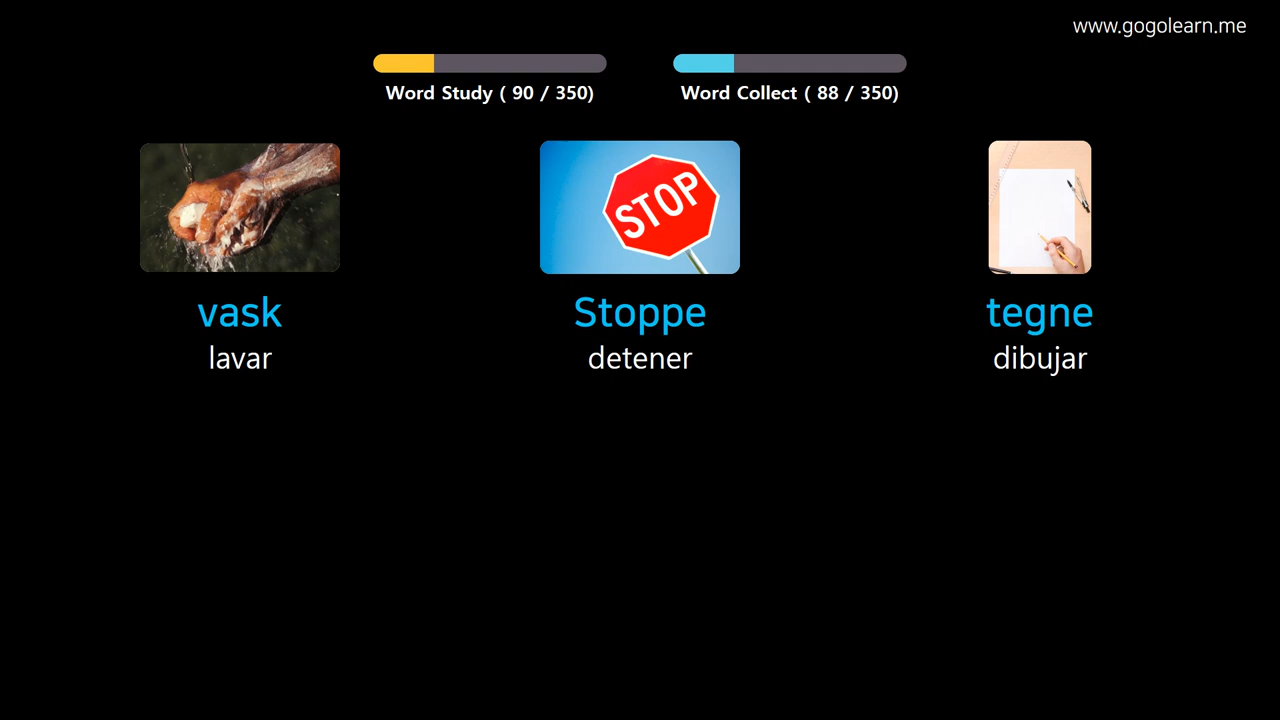 www.gogolearn.me
Word Study ( 90 / 350)
Word Collect ( 88 / 350)
STOP
vask
Stoppe
tegne
lavar
detener
dibujar